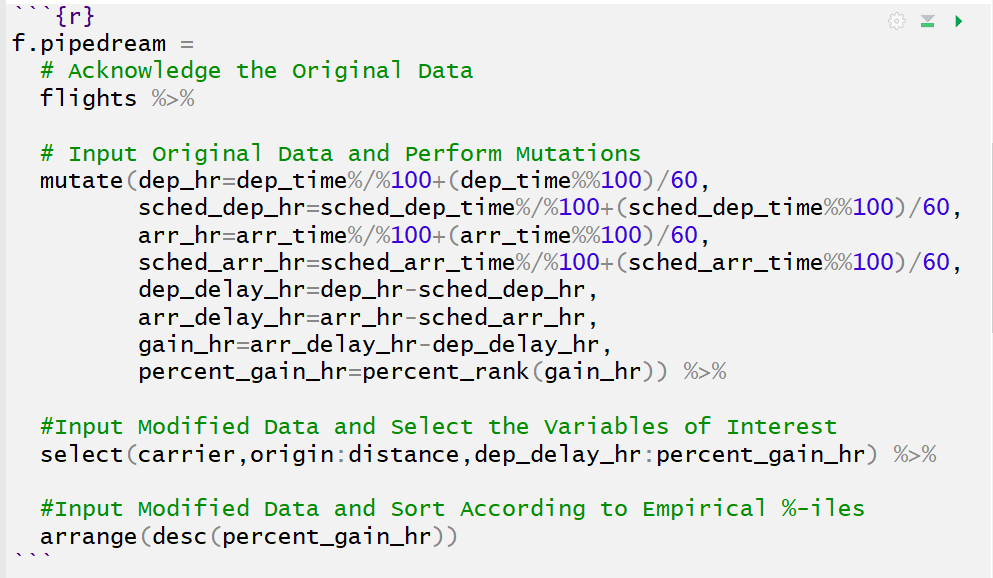 ```{r}
f.pipedream =
  # Acknowledge the Original Data
  flights %>%

  # Input Original Data and Perform Mutations
  mutate(dep_hr=dep_time%/%100+(dep_time%%100)/60,
         sched_dep_hr=sched_dep_time%/%100+(sched_dep_time%%100)/60,
         arr_hr=arr_time%/%100+(arr_time%%100)/60,
         sched_arr_hr=sched_arr_time%/%100+(sched_arr_time%%100)/60,
         dep_delay_hr=dep_hr-sched_dep_hr,
         arr_delay_hr=arr_hr-sched_arr_hr,
         gain_hr=arr_delay_hr-dep_delay_hr,
         percent_gain_hr=percent_rank(gain_hr)) %>%

  #Input Modified Data and Select the Variables of Interest
  select(carrier,origin:distance,dep_delay_hr:percent_gain_hr) %>%

  #Input Modified Data and Sort According to Empirical %-iles
  arrange(desc(percent_gain_hr))
```